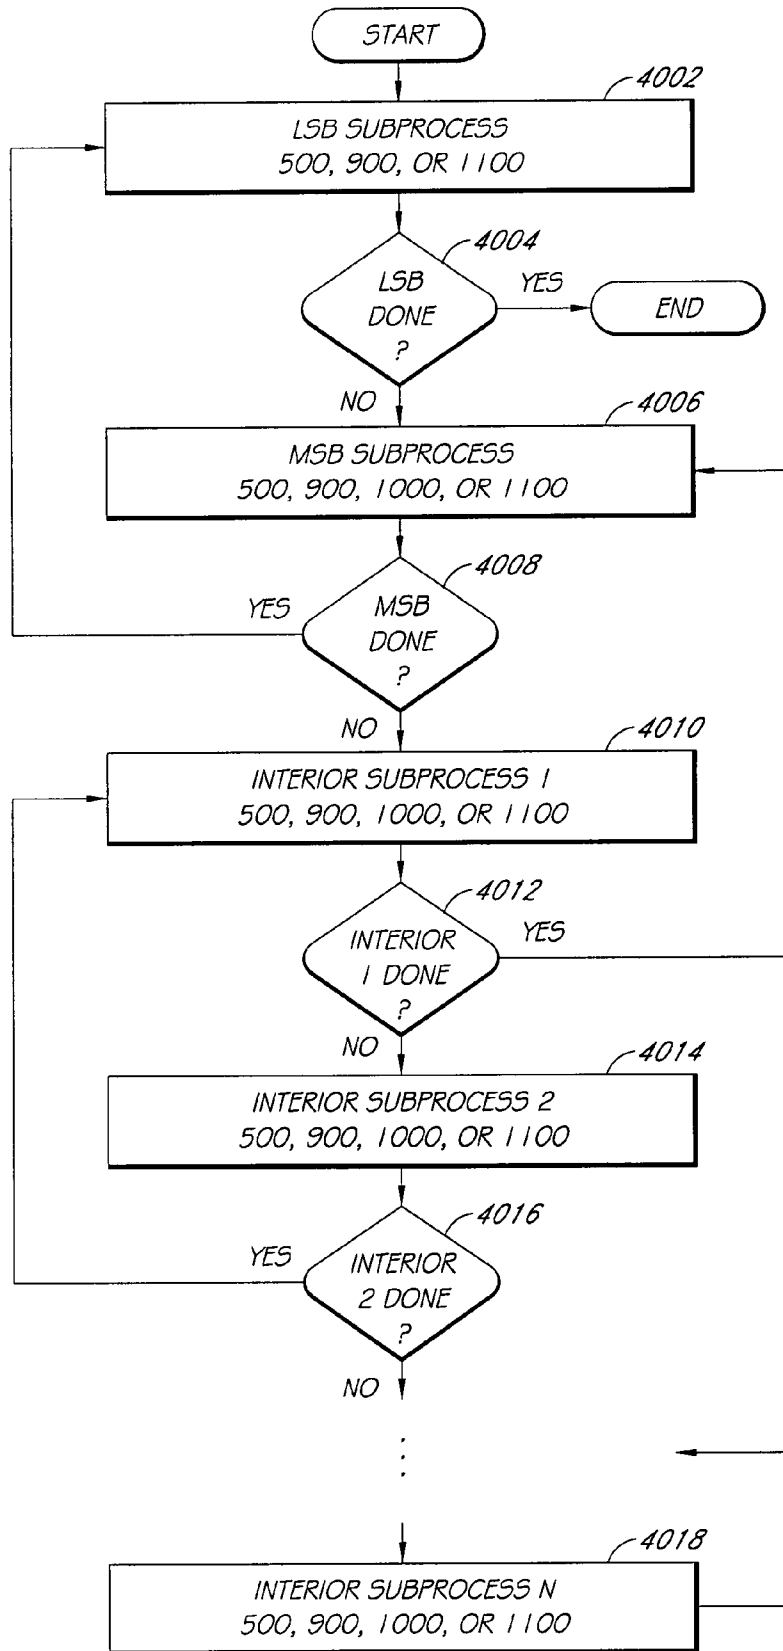 START
4002
LSB SUBPROCESS
500, 900, OR 1100
4004
LSB
DONE
?
YES
END
NO
4006
MSB SUBPROCESS
500, 900, 1000, OR 1100
4008
YES
MSB
DONE
?
NO
4010
INTERIOR SUBPROCESS 1
500, 900, 1000, OR 1100
4012
INTERIOR
1 DONE
?
YES
NO
4014
INTERIOR SUBPROCESS 2
500, 900, 1000, OR 1100
4016
YES
INTERIOR
2 DONE
?
NO
4018
INTERIOR SUBPROCESS N
500, 900, 1000, OR 1100